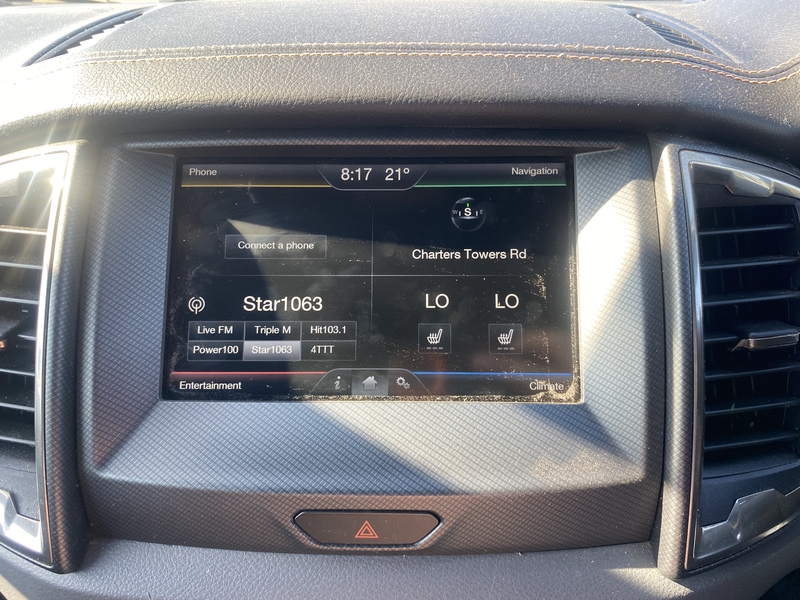 Phone 8:17 21° Navigation
S
Connect a phone
Charters Towers Rd
Star1063 LO LO
Live FM Triple M Hit103.1
Power100 Star1063 4TTT
Entertainment i Climate